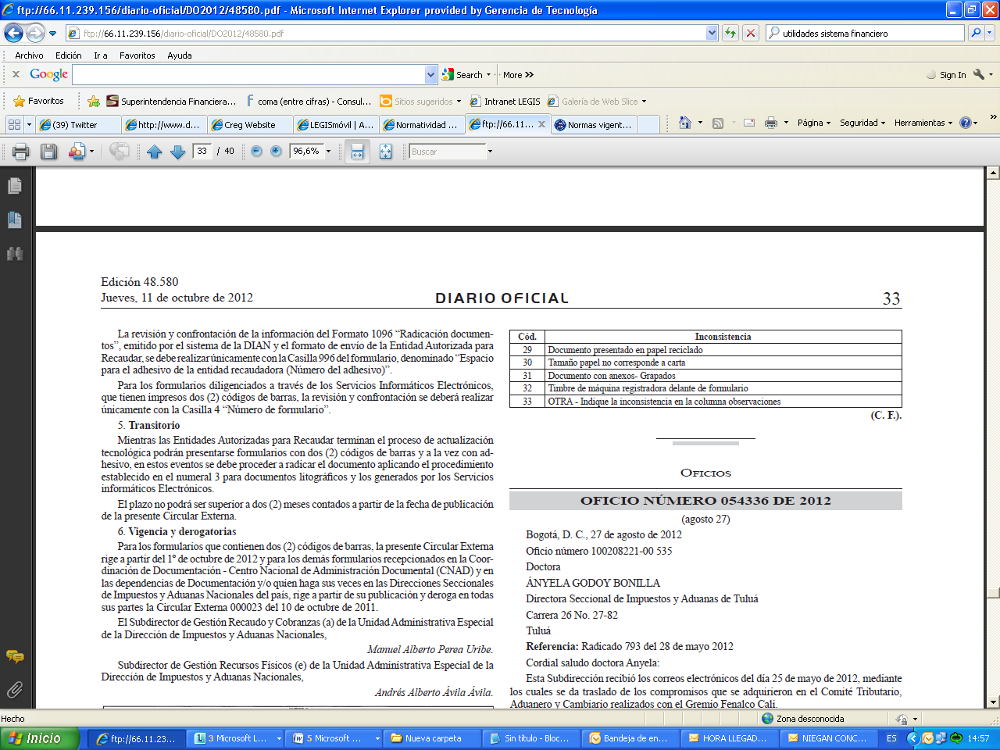 ftp://66.11.239.156/diario-oficial/DO2012/48580.pdf - Microsoft Internet Explorer provided by Gerencia de Tecnología
ftp://66.11.239.156/diario-oficial/DO2012/48580.pdf
utilidades sistema financiero
Archivo Edición Ir a Favoritos Ayuda
x Google Search More »
Sign In
Favoritos Superintendencia Financiera... coma (entre cifras) - Consul... Sitios sugeridos Intranet LEGIS Galería de Web Slice
(39) Twitter http://www.d... Creg Website LEGISmóvil | A... Normatividad ... ftp://66.11.... Normas vigent...
Página Seguridad Herramientas »
33 / 40 96,6% Buscar
Edición 48.580
Jueves, 11 de octubre de 2012
DIARIO OFICIAL
33
La revisión y confrontación de la información del Formato 1096 “Radicación documen-
tos”, emitido por el sistema de la DIAN y el formato de envío de la Entidad Autorizada para
Recaudar, se debe realizar únicamente con la Casilla 996 del formulario, denominado “Espacio
para el adhesivo de la entidad recaudadora (Número del adhesivo)”.
Para los formularios diligenciados a través de los Servicios Informáticos Electrónicos,
que tienen impresos dos (2) códigos de barras, la revisión y confrontación se deberá realizar
únicamente con la Casilla 4 “Número de formulario”.
5. Transitorio
Mientras las Entidades Autorizadas para Recaudar terminan el proceso de actualización
tecnológica podrán presentarse formularios con dos (2) códigos de barras y a la vez con ad-
hesivo, en estos eventos se debe proceder a radicar el documento aplicando el procedimiento
establecido en el numeral 3 para documentos litográficos y los generados por los Servicios
informáticos Electrónicos.
El plazo no podrá ser superior a dos (2) meses contados a partir de la fecha de publicación
de la presente Circular Externa.
6. Vigencia y derogatorias
Para los formularios que contienen dos (2) códigos de barras, la presente Circular Externa
rige a partir del 1º de octubre de 2012 y para los demás formularios recepcionados en la Coor-
dinación de Documentación - Centro Nacional de Administración Documental (CNAD) y en
las dependencias de Documentación y/o quien haga sus veces en las Direcciones Seccionales
de Impuestos y Aduanas Nacionales del país, rige a partir de su publicación y deroga en todas
sus partes la Circular Externa 000023 del 10 de octubre de 2011.
El Subdirector de Gestión Recaudo y Cobranzas (a) de la Unidad Administrativa Especial
de la Dirección de Impuestos y Aduanas Nacionales,
Manuel Alberto Perea Uribe.
Subdirector de Gestión Recursos Físicos (e) de la Unidad Administrativa Especial de la
Dirección de Impuestos y Aduanas Nacionales,
Andrés Alberto Ávila Ávila.
Cód. Inconsistencia
29 Documento presentado en papel reciclado
30 Tamaño papel no corresponde a carta
31 Documento con anexos- Grapados
32 Timbre de máquina registradora delante de formulario
33 OTRA - Indique la inconsistencia en la columna observaciones
(C. F.).
Oficios
OFICIO NÚMERO 054336 DE 2012
(agosto 27)
Bogotá, D. C., 27 de agosto de 2012
Oficio número 100208221-00 535
Doctora
ÁNYELA GODOY BONILLA
Directora Seccional de Impuestos y Aduanas de Tuluá
Carrera 26 No. 27-82
Tuluá
Referencia: Radicado 793 del 28 de mayo 2012
Cordial saludo doctora Anyela:
Esta Subdirección recibió los correos electrónicos del día 25 de mayo de 2012, mediante
los cuales se da traslado de los compromisos que se adquirieron en el Comité Tributario,
Aduanero y Cambiario realizados con el Gremio Fenalco Cali.
Hecho
Zona desconocida
Inicio ftp://66.11.23... 3 Microsoft L... 5 Microsoft ... Nueva carpeta Sin título - Bloc... Bandeja de en... HORA LLEGAD... NIEGAN CONC... ES 14:57